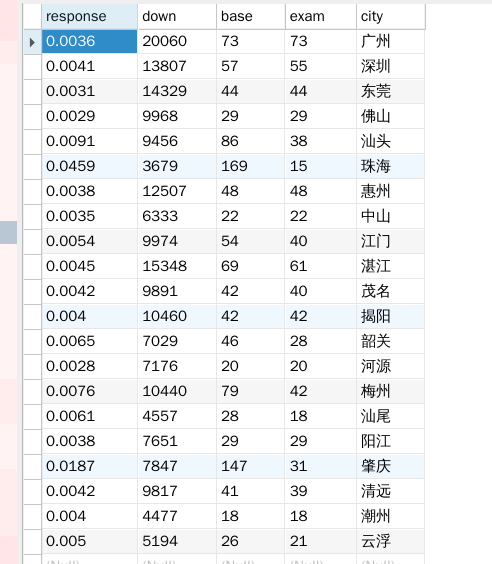 response down base exam city
0.0036 20060 73 73 广州
0.0041 13807 57 55 深圳
0.0031 14329 44 44 东莞
0.0029 9968 29 29 佛山
0.0091 9456 86 38 汕头
0.0459 3679 169 15 珠海
0.0038 12507 48 48 惠州
0.0035 6333 22 22 中山
0.0054 9974 54 40 江门
0.0045 15348 69 61 湛江
0.0042 9891 42 40 茂名
0.004 10460 42 42 揭阳
0.0065 7029 46 28 韶关
0.0028 7176 20 20 河源
0.0076 10440 79 42 梅州
0.0061 4557 28 18 汕尾
0.0038 7651 29 29 阳江
0.0187 7847 147 31 肇庆
0.0042 9817 41 39 清远
0.004 4477 18 18 潮州
0.005 5194 26 21 云浮
(Null) (Null) (Null) (Null) (Null)